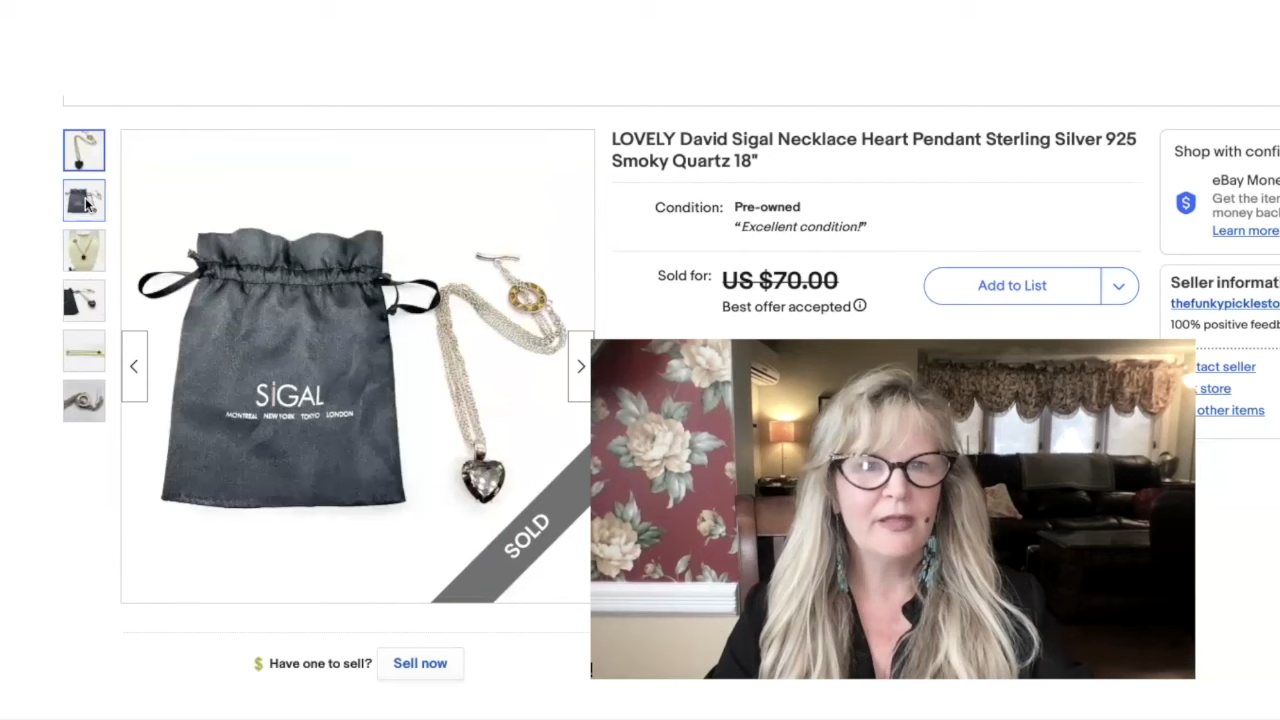 LOVELY David Sigal Necklace Heart Pendant Sterling Silver 925
Smoky Quartz 18"
Condition: Pre-owned
“Excellent condition!”
Sold for: US $70.00
Best offer accepted
Add to List
Shop with confi
eBay Mone
Get the iter
money bac
Learn more
Seller informat
thefunkypicklesto
100% positive feedb
tact seller
store
other items
SiGAL
MONTREAL NEW YORK TOKYO LONDON
SOLD
$ Have one to sell? Sell now